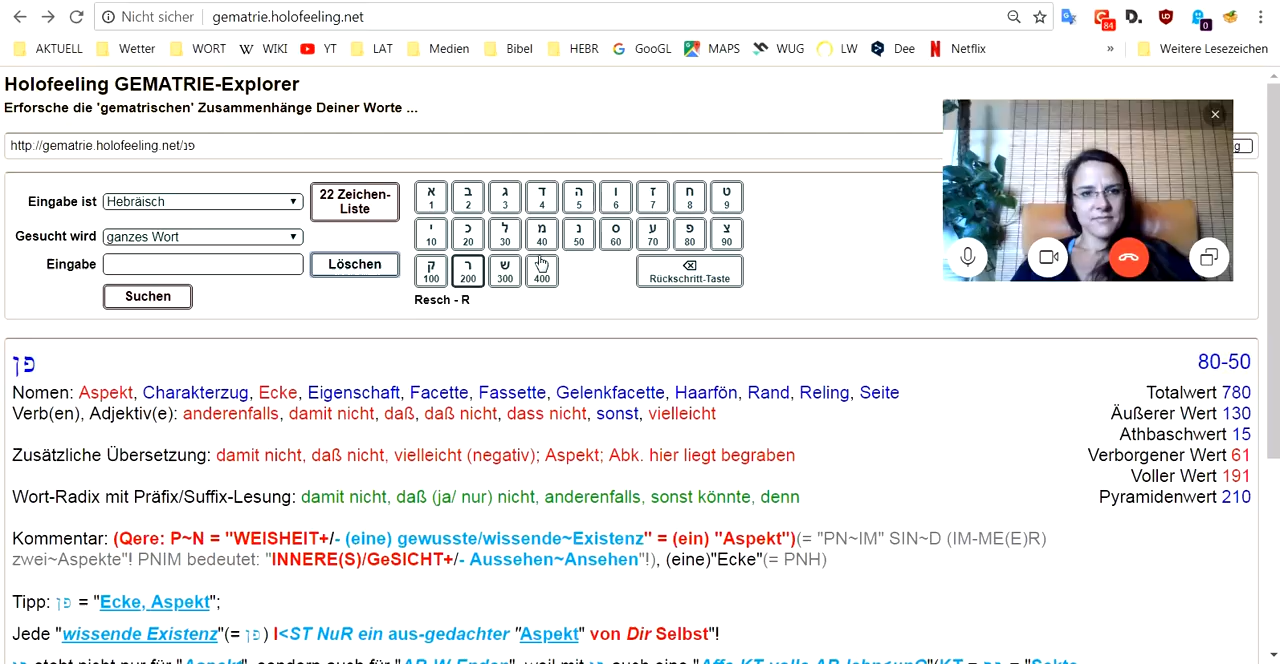 Nicht sicher gematrie.holofeeling.net
84 D. 0
AKTUELL Wetter WORT W WIKI YT LAT Medien Bibel HEBR GooGL MAPS WUG LW Dee Netflix » Weitere Lesezeichen
Holofeeling GEMATRIE-Explorer
Erforsche die 'gematrischen' Zusammenhänge Deiner Worte ...
http://gematrie.holofeeling.net/פנ
Eingabe ist Hebräisch 22 Zeichen-Liste
Gesucht wird ganzes Wort
Eingabe Löschen
Suchen
א ב ג ד ה ו ז ח ט
1 2 3 4 5 6 7 8 9
י כ ל מ נ ס ע פ צ
10 20 30 40 50 60 70 80 90
ק ר ש
100 200 300 400 Rückschritt-Taste
Resch - R
פן 80-50
Nomen: Aspekt, Charakterzug, Ecke, Eigenschaft, Facette, Fassette, Gelenkfacette, Haarfön, Rand, Reling, Seite Totalwert 780
Verb(en), Adjektiv(e): anderenfalls, damit nicht, daß, daß nicht, dass nicht, sonst, vielleicht Äußerer Wert 130
Athbaschwert 15
Zusätzliche Übersetzung: damit nicht, daß nicht, vielleicht (negativ); Aspekt; Abk. hier liegt begraben Verborgener Wert 61
Voller Wert 191
Wort-Radix mit Präfix/Suffix-Lesung: damit nicht, daß (ja/ nur) nicht, anderenfalls, sonst könnte, denn Pyramidenwert 210
Kommentar: (Qere: P~N = "WEISHEIT+/- (eine) gewusste/wissende~Existenz" = (ein) "Aspekt")(= "PN~IM" SIN~D (IM-ME(E)R)
zwei~Aspekte"! PNIM bedeutet: "INNERE(S)/GeSICHT+/- Aussehen~Ansehen"!), (eine)"Ecke"(= PNH)
Tipp: פן = "Ecke, Aspekt";
Jede "wissende Existenz"(= פן) I<ST NuR ein aus-gedachter "Aspekt" von Dir Selbst"!